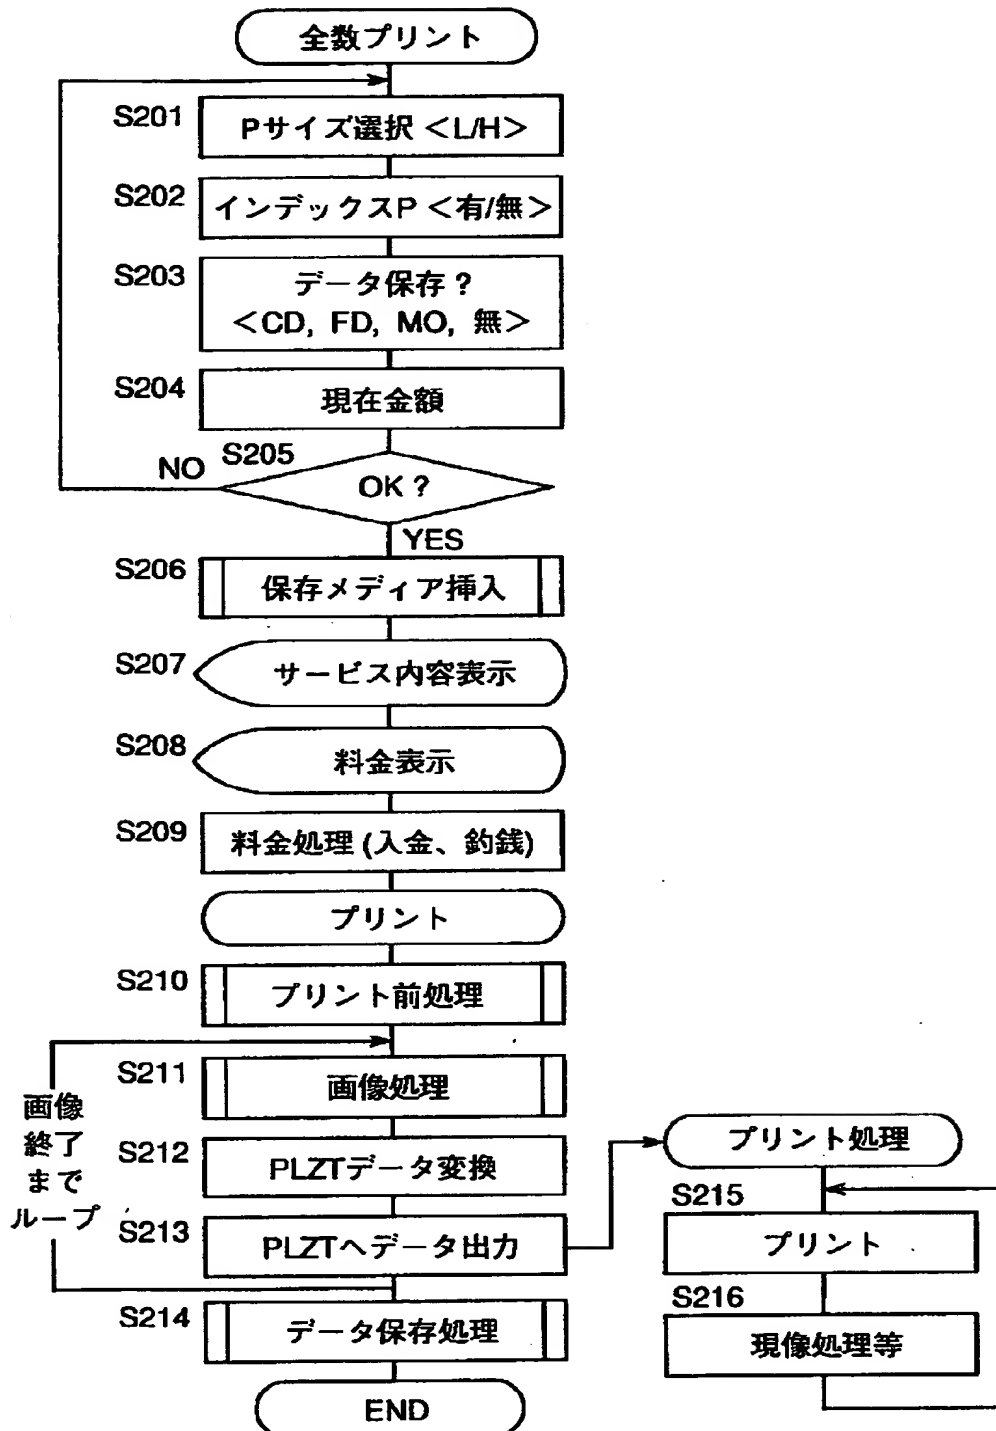 全数プリント
S201
Pサイズ選択 <L/H>
S202
インデックスP <有/無>
S203
データ保存?
<CD, FD, MO, 無>
S204
現在金額
S205
NO
OK?
YES
S206
保存メディア挿入
S207
サービス内容表示
S208
料金表示
S209
料金処理 (入金、釣銭)
プリント
S210
プリント前処理
S211
画像処理
画像
終了
まで
ループ
S212
PLZTデータ変換
S213
PLZTへデータ出力
S214
データ保存処理
END
プリント処理
S215
プリント
S216
現像処理等